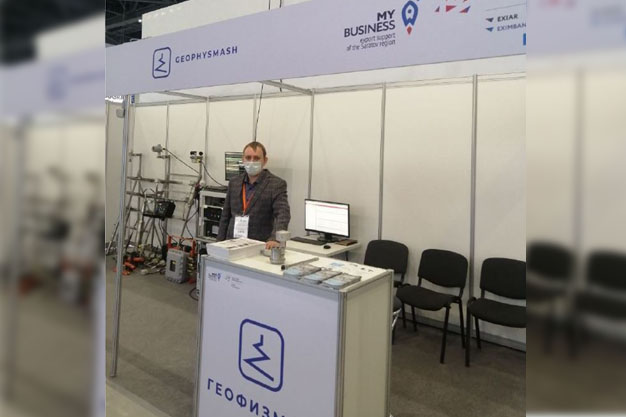 GEOPHYSMASH
MY
BUSINESS
export support
of the Saratov region
EXIAR
EXIMBAN
ГЕОФИЗМ